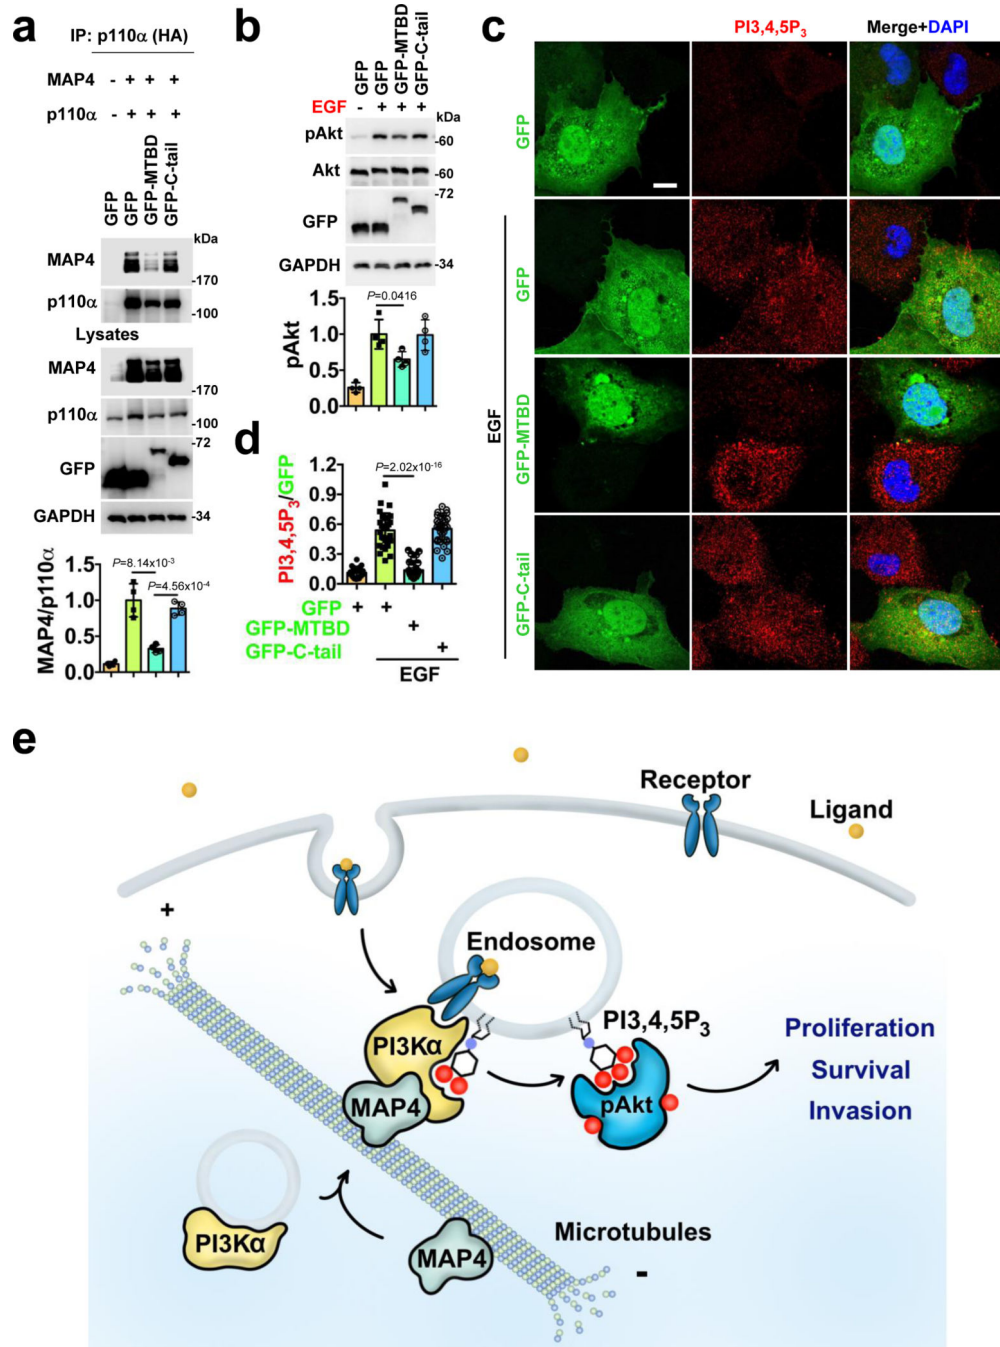 a
IP: p110α (HA)
MAP4 - + + +
p110α - + + +
GFP
GFP
GFP-MTBD
GFP-C-tail
kDa
MAP4
-170
p110α
-100
Lysates
MAP4
-170
p110α
-100
-72
GFP
GAPDH
-34
P=8.14x10-3
P=4.56x10-4
MAP4/p110α
1.5
1.0
0.5
0.0
b
GFP
GFP
GFP-MTBD
GFP-C-tail
EGF - + + +
kDa
pAkt
-60
Akt
-60
-72
GFP
GAPDH
-34
P=0.0416
pAkt
1.5
1.0
0.5
0.0
d
P=2.02x10-16
PI3,4,5P3/GFP
1.2
0.9
0.6
0.3
0.0
GFP + +
GFP-MTBD +
GFP-C-tail +
EGF
c
PI3,4,5P3
Merge+DAPI
GFP
GFP
GFP-MTBD
GFP-C-tail
EGF
e
Receptor
Ligand
+
Endosome
PI3,4,5P3
PI3Kα
MAP4
pAkt
Proliferation
Survival
Invasion
PI3Kα
MAP4
Microtubules
-